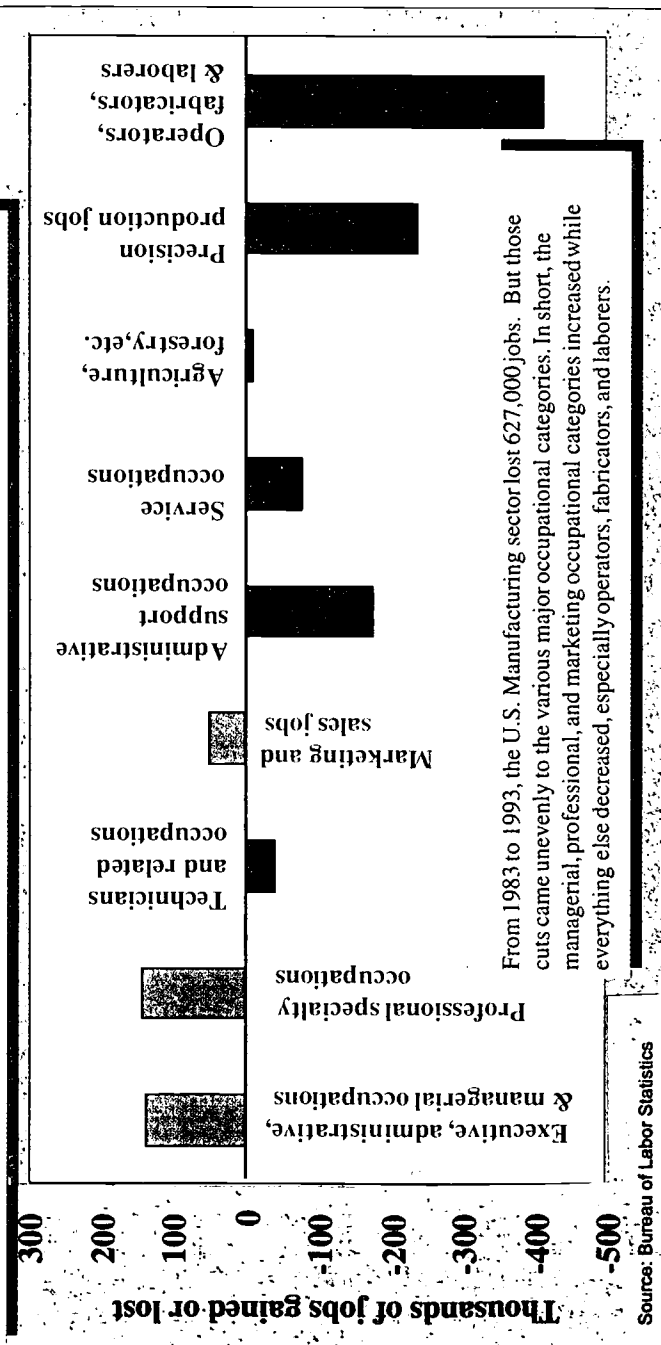 Thousands of jobs gained or lost
300
200
100
0
-100
-200
-300
-400
-500
Executive, administrative,
& managerial occupations
Professional specialty
occupations
Technicians
and related
occupations
Marketing and
sales jobs
Administrative
support
occupations
Service
occupations
Agriculture,
forestry,etc.
Precision
production jobs
Operators,
fabricators,
& laborers
From 1983 to 1993, the U.S. Manufacturing sector lost 627,000 jobs. But those
cuts came unevenly to the various major occupational categories. In short, the
managerial, professional, and marketing occupations categories increased while
everything else decreased, especially operators, fabricators, and laborers.
Source: Bureau of Labor Statistics